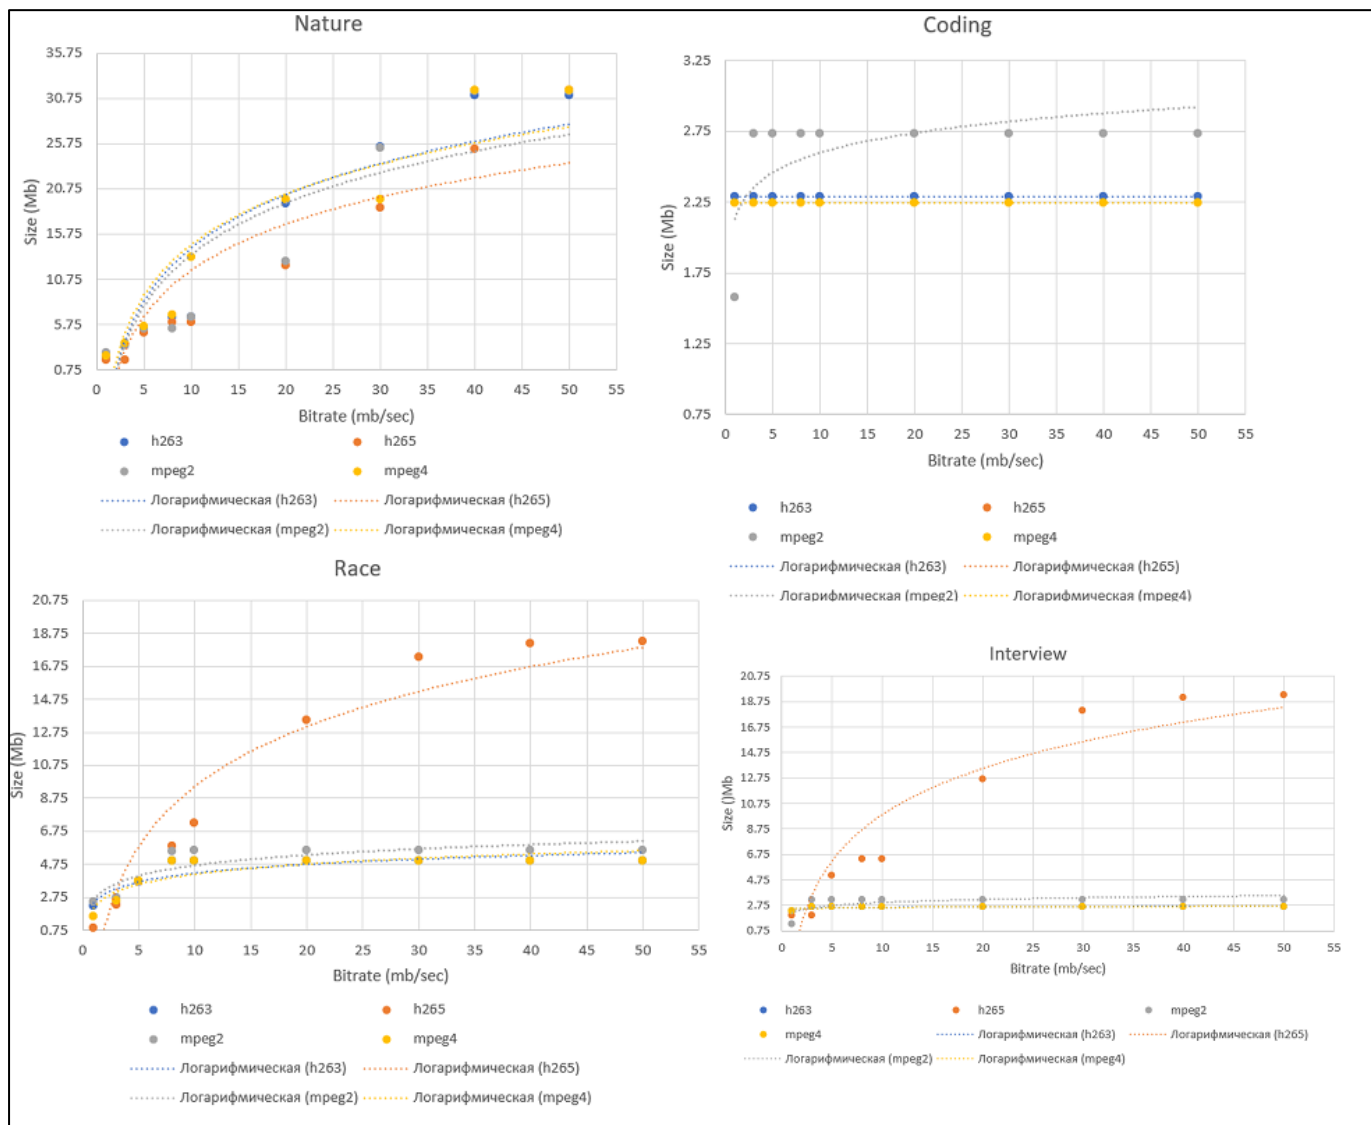 Nature
35.75
30.75
25.75
20.75
15.75
10.75
5.75
0.75
Size (Mb)
0 5 10 15 20 25 30 35 40 45 50 55
Bitrate (mb/sec)
h263 h265
mpeg2 mpeg4
Логарифмическая (h263) Логарифмическая (h265)
Логарифмическая (mpeg2) Логарифмическая (mpeg4)
Coding
3.25
2.75
2.25
1.75
1.25
0.75
Size (Mb)
0 5 10 15 20 25 30 35 40 45 50 55
Bitrate (mb/sec)
h263 h265
mpeg2 mpeg4
Логарифмическая (h263) Логарифмическая (h265)
Логарифмическая (mpeg2) Логарифмическая (mpeg4)
Race
20.75
18.75
16.75
14.75
12.75
10.75
8.75
6.75
4.75
2.75
0.75
Size (Mb)
0 5 10 15 20 25 30 35 40 45 50 55
Bitrate (mb/sec)
h263 h265
mpeg2 mpeg4
Логарифмическая (h263) Логарифмическая (h265)
Логарифмическая (mpeg2) Логарифмическая (mpeg4)
Interview
20.75
18.75
16.75
14.75
12.75
10.75
8.75
6.75
4.75
2.75
0.75
Size ()Mb
0 5 10 15 20 25 30 35 40 45 50 55
Bitrate (mb/sec)
h263 h265 mpeg2
mpeg4 Логарифмическая (h263) Логарифмическая (h265)
Логарифмическая (mpeg2) Логарифмическая (mpeg4)